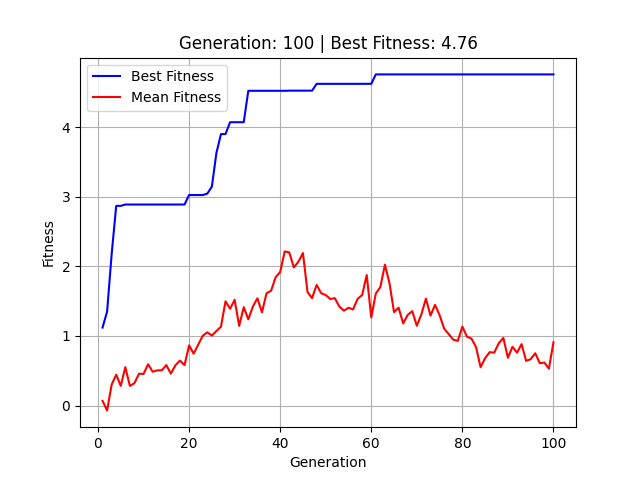 Generation: 100 | Best Fitness: 4.76
Best Fitness
Mean Fitness
4
3
2
1
0
Fitness
0 20 40 60 80 100
Generation